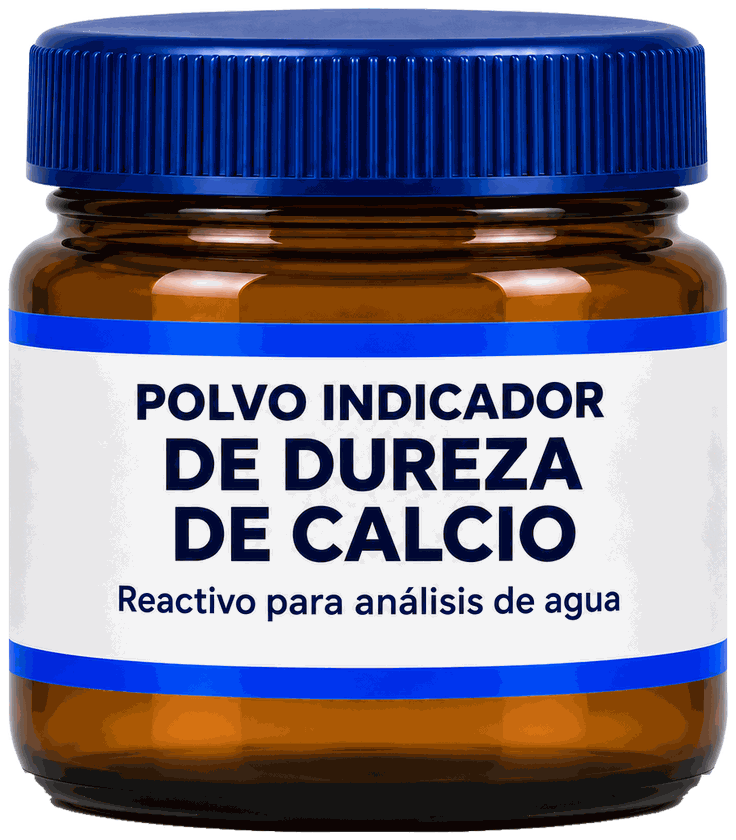 POLVO INDICADOR
DE DUREZA
DE CALCIO
Reactivo para análisis de agua